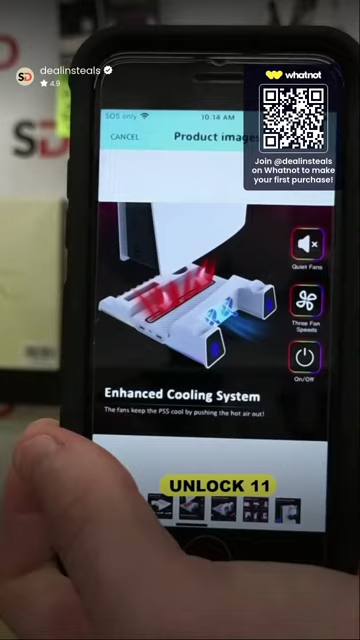 dealinsteals
4.9
whatnot
Join @dealinsteals
on Whatnot to make
your first purchase!
SD
SOS only
10:14 AM
CANCEL
Product images
Quiet Fans
Three Fan
Speeds
On/Off
Enhanced Cooling System
The fans keep the PS5 cool by pushing the hot air out!
UNLOCK 11